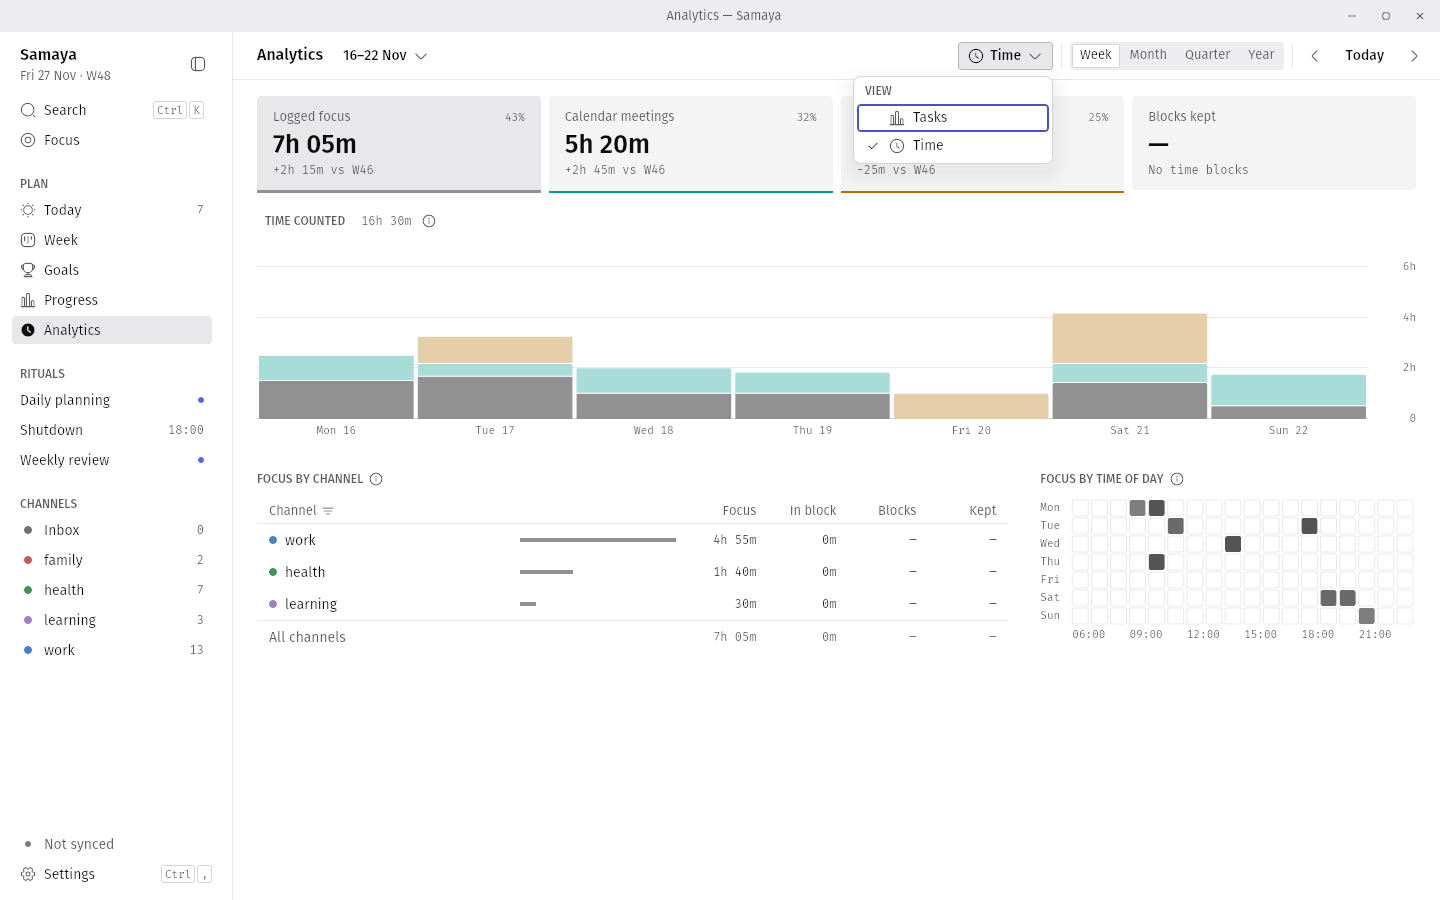 Analytics — Samaya
Samaya
Fri 27 Nov · W48
Search Ctrl K
Focus
PLAN
Today 7
Week
Goals
Progress
Analytics
RITUALS
Daily planning
Shutdown 18:00
Weekly review
CHANNELS
Inbox 0
family 2
health 7
learning 3
work 13
Not synced
Settings Ctrl ,
Analytics 16–22 Nov
Time
Week Month Quarter Year
Today
VIEW
Tasks
Time
Logged focus 43%
7h 05m
+2h 15m vs W46
Calendar meetings 32%
5h 20m
+2h 45m vs W46
25%
-25m vs W46
Blocks kept
—
No time blocks
TIME COUNTED 16h 30m
6h
4h
2h
0
Mon 16 Tue 17 Wed 18 Thu 19 Fri 20 Sat 21 Sun 22
FOCUS BY CHANNEL
Channel Focus In block Blocks Kept
work 4h 55m 0m — —
health 1h 40m 0m — —
learning 30m 0m — —
All channels 7h 05m 0m — —
FOCUS BY TIME OF DAY
Mon
Tue
Wed
Thu
Fri
Sat
Sun
06:00 09:00 12:00 15:00 18:00 21:00